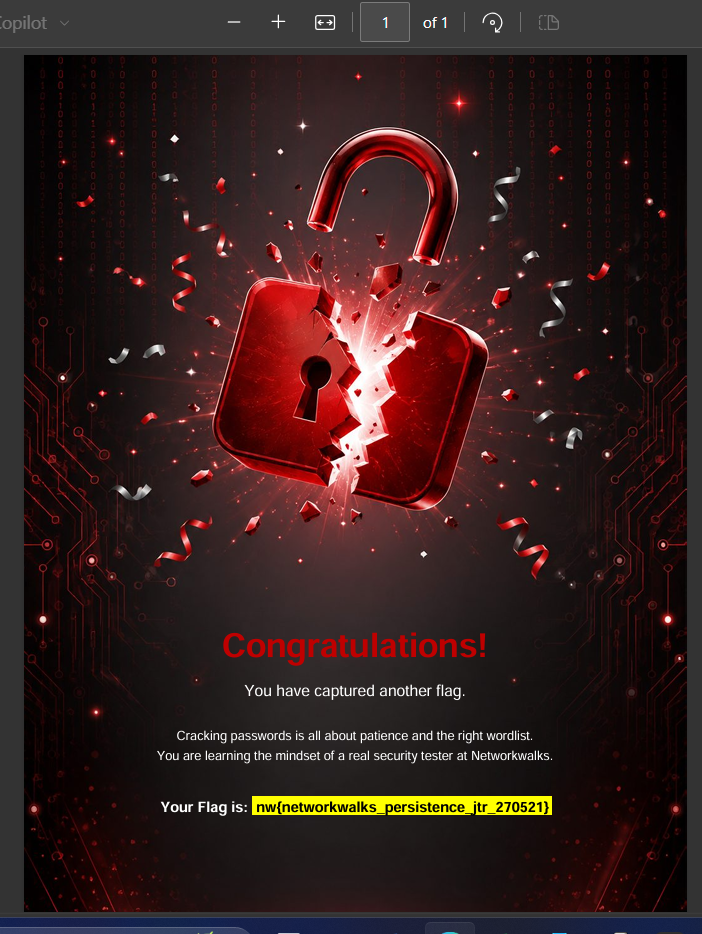 opilot
1 of 1
Congratulations!
You have captured another flag.
Cracking passwords is all about patience and the right wordlist.
You are learning the mindset of a real security tester at Networkwalks.
Your Flag is: nw{networkwalks_persistence_jtr_270521}